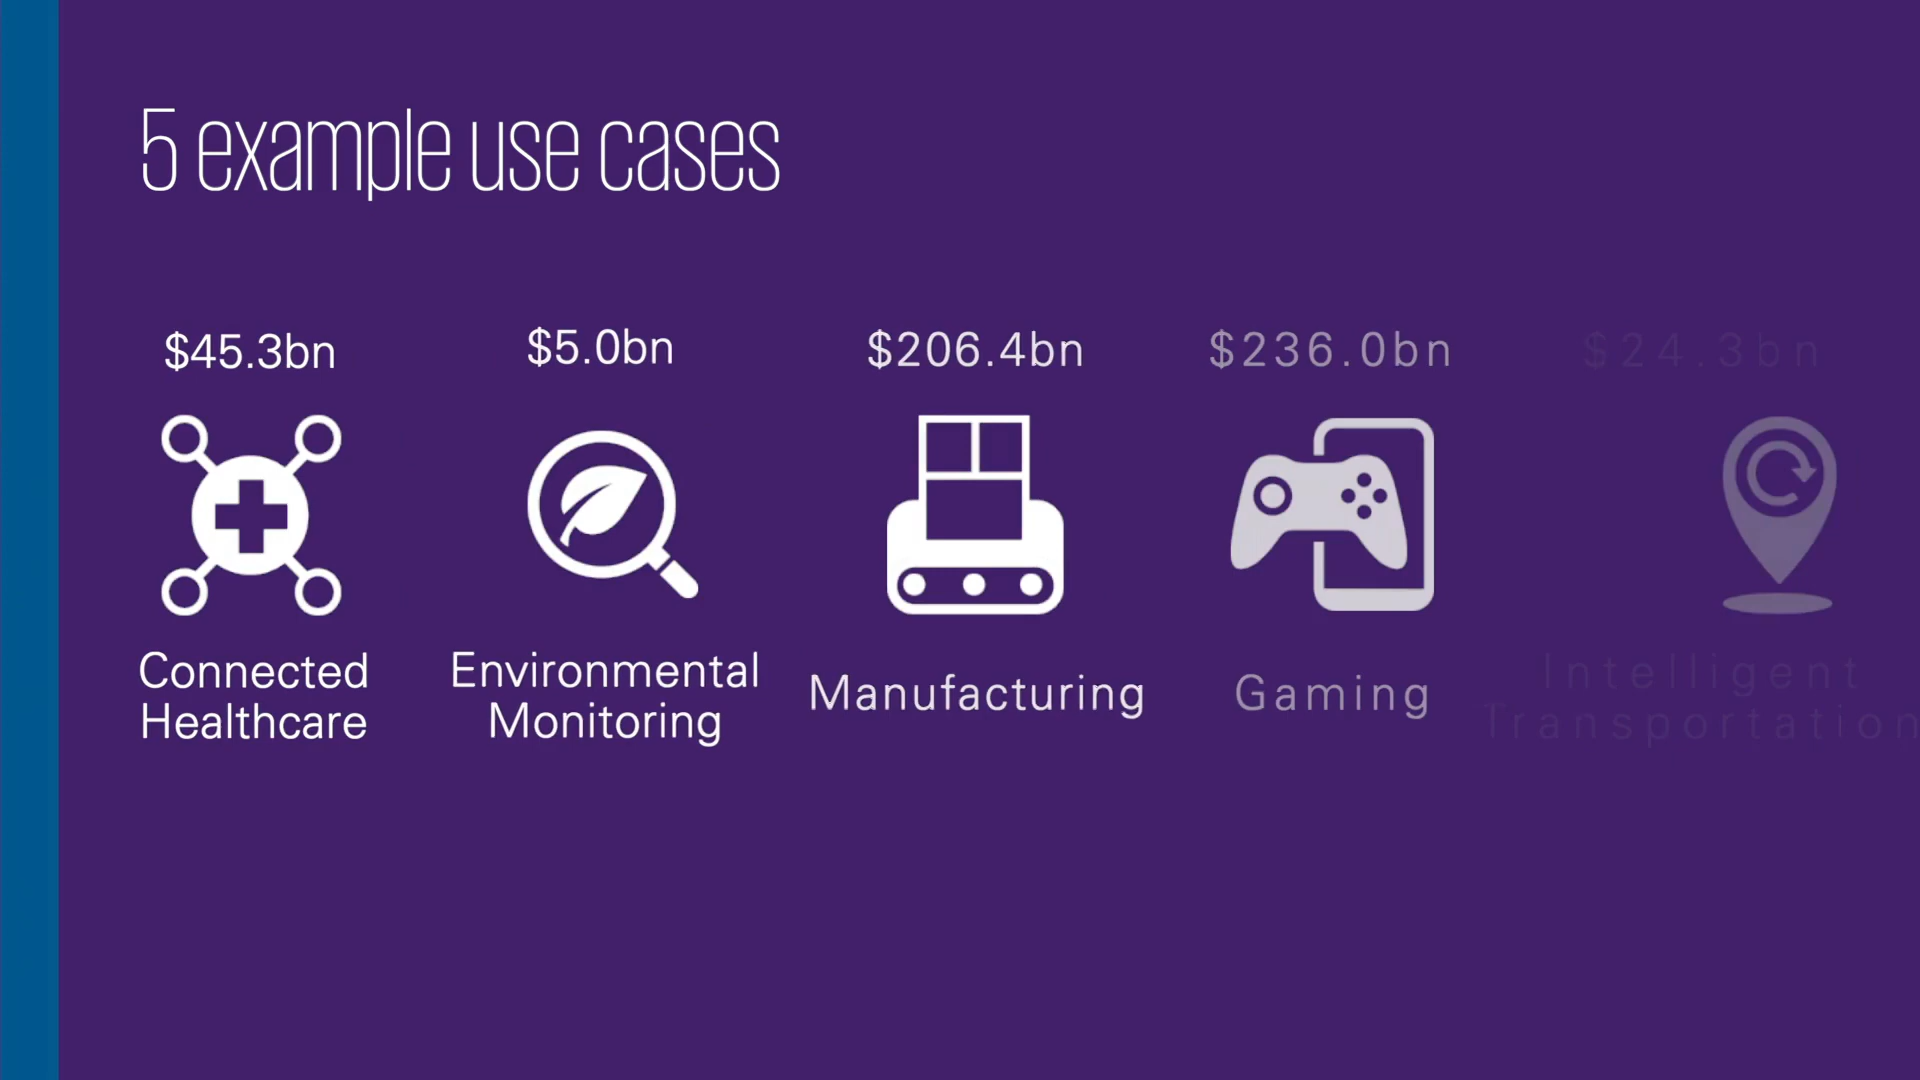 5 example use cases
$45.3bn
$5.0bn
$206.4bn
$236.0bn
$24.3bn
Connected
Healthcare
Environmental
Monitoring
Manufacturing
Gaming
Intelligent
Transportation